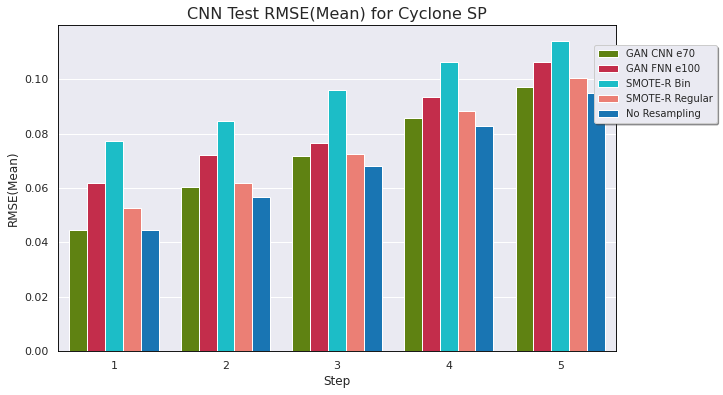 CNN Test RMSE(Mean) for Cyclone SP
GAN CNN e70
GAN FNN e100
SMOTE-R Bin
SMOTE-R Regular
No Resampling
RMSE(Mean)
0.10
0.08
0.06
0.04
0.02
0.00
1 2 3 4 5
Step